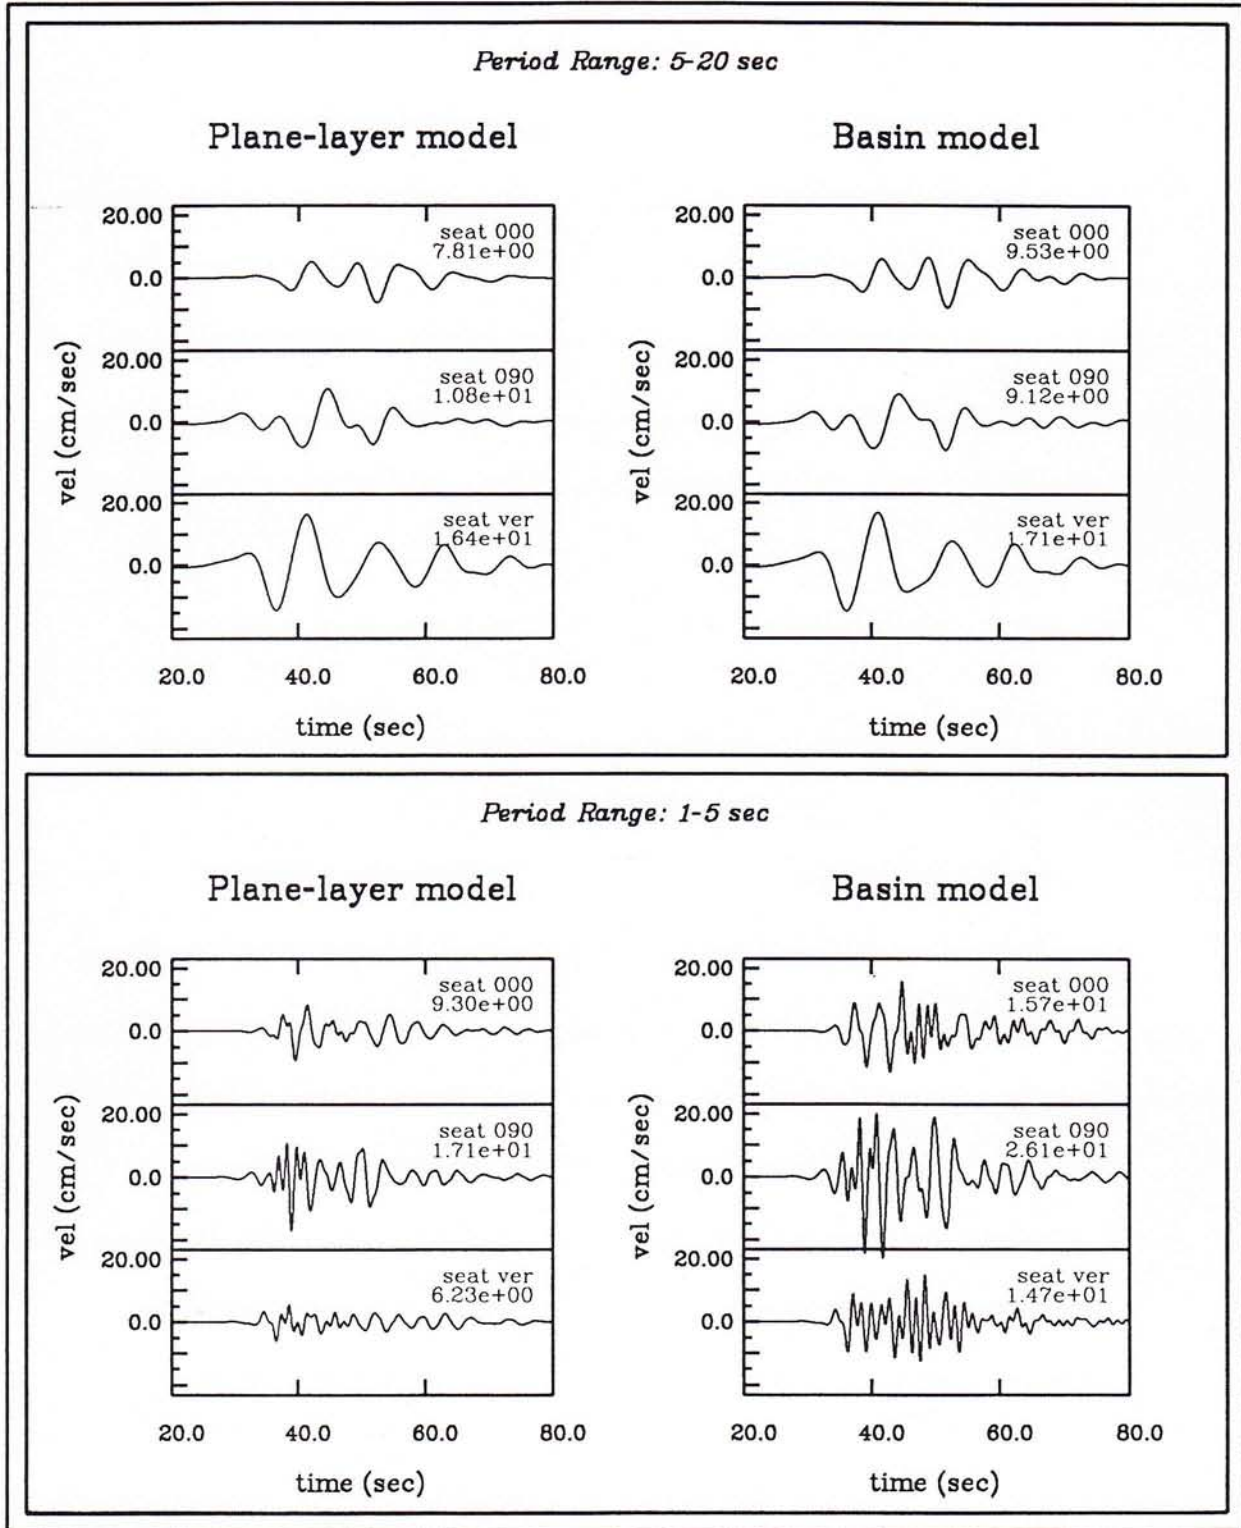 Period Range: 5-20 sec
Plane-layer model
Basin model
20.00
0.0
20.00
0.0
20.00
0.0
vel (cm/sec)
seat 000
7.81e+00
seat 090
1.08e+01
seat ver
1.64e+01
20.0 40.0 60.0 80.0
time (sec)
20.00
0.0
20.00
0.0
20.00
0.0
vel (cm/sec)
seat 000
9.53e+00
seat 090
9.12e+00
seat ver
1.71e+01
20.0 40.0 60.0 80.0
time (sec)
Period Range: 1-5 sec
Plane-layer model
Basin model
20.00
0.0
20.00
0.0
20.00
0.0
vel (cm/sec)
seat 000
9.30e+00
seat 090
1.71e+01
seat ver
6.23e+00
20.0 40.0 60.0 80.0
time (sec)
20.00
0.0
20.00
0.0
20.00
0.0
vel (cm/sec)
seat 000
1.57e+01
seat 090
2.61e+01
seat ver
1.47e+01
20.0 40.0 60.0 80.0
time (sec)